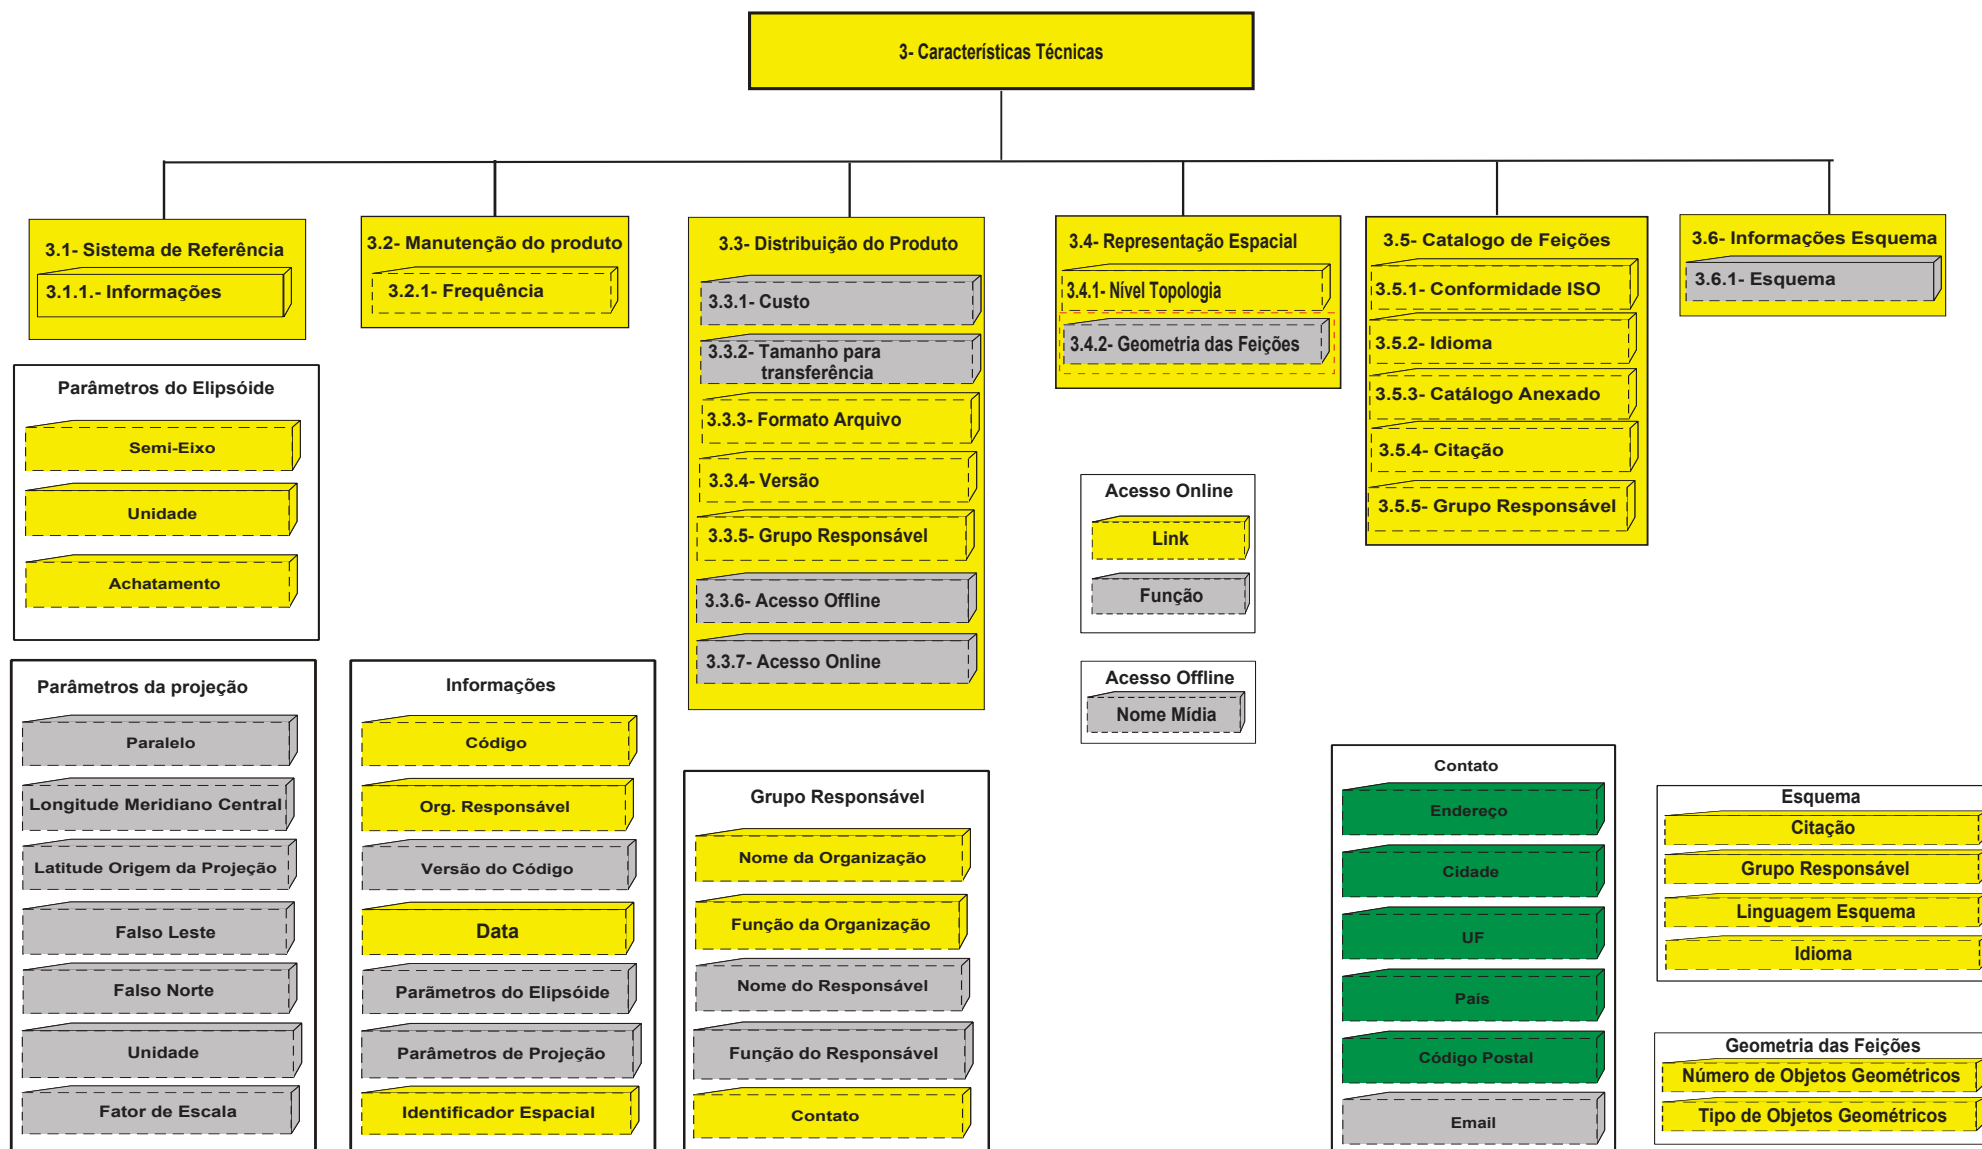 3- Características Técnicas
3.1- Sistema de Referência
3.1.1.- Informações
3.2- Manutenção do produto
3.2.1- Frequência
3.3- Distribuição do Produto
3.3.1- Custo
3.3.2- Tamanho para
transferência
3.3.3- Formato Arquivo
3.3.4- Versão
3.3.5- Grupo Responsável
3.3.6- Acesso Offline
3.3.7- Acesso Online
3.4- Representação Espacial
3.4.1- Nível Topologia
3.4.2- Geometria das Feições
3.5- Catalogo de Feições
3.5.1- Conformidade ISO
3.5.2- Idioma
3.5.3- Catálogo Anexado
3.5.4- Citação
3.5.5- Grupo Responsável
3.6- Informações Esquema
3.6.1- Esquema
Parâmetros do Elipsóide
Semi-Eixo
Unidade
Achatamento
Acesso Online
Link
Função
Acesso Offline
Nome Mídia
Parâmetros da projeção
Paralelo
Longitude Meridiano Central
Latitude Origem da Projeção
Falso Leste
Falso Norte
Unidade
Fator de Escala
Informações
Código
Org. Responsável
Versão do Código
Data
Parãmetros do Elipsóide
Parâmetros de Projeção
Identificador Espacial
Grupo Responsável
Nome da Organização
Função da Organização
Nome do Responsável
Função do Responsável
Contato
Contato
Endereço
Cidade
UF
País
Código Postal
Email
Esquema
Citação
Grupo Responsável
Linguagem Esquema
Idioma
Geometria das Feições
Número de Objetos Geométricos
Tipo de Objetos Geométricos